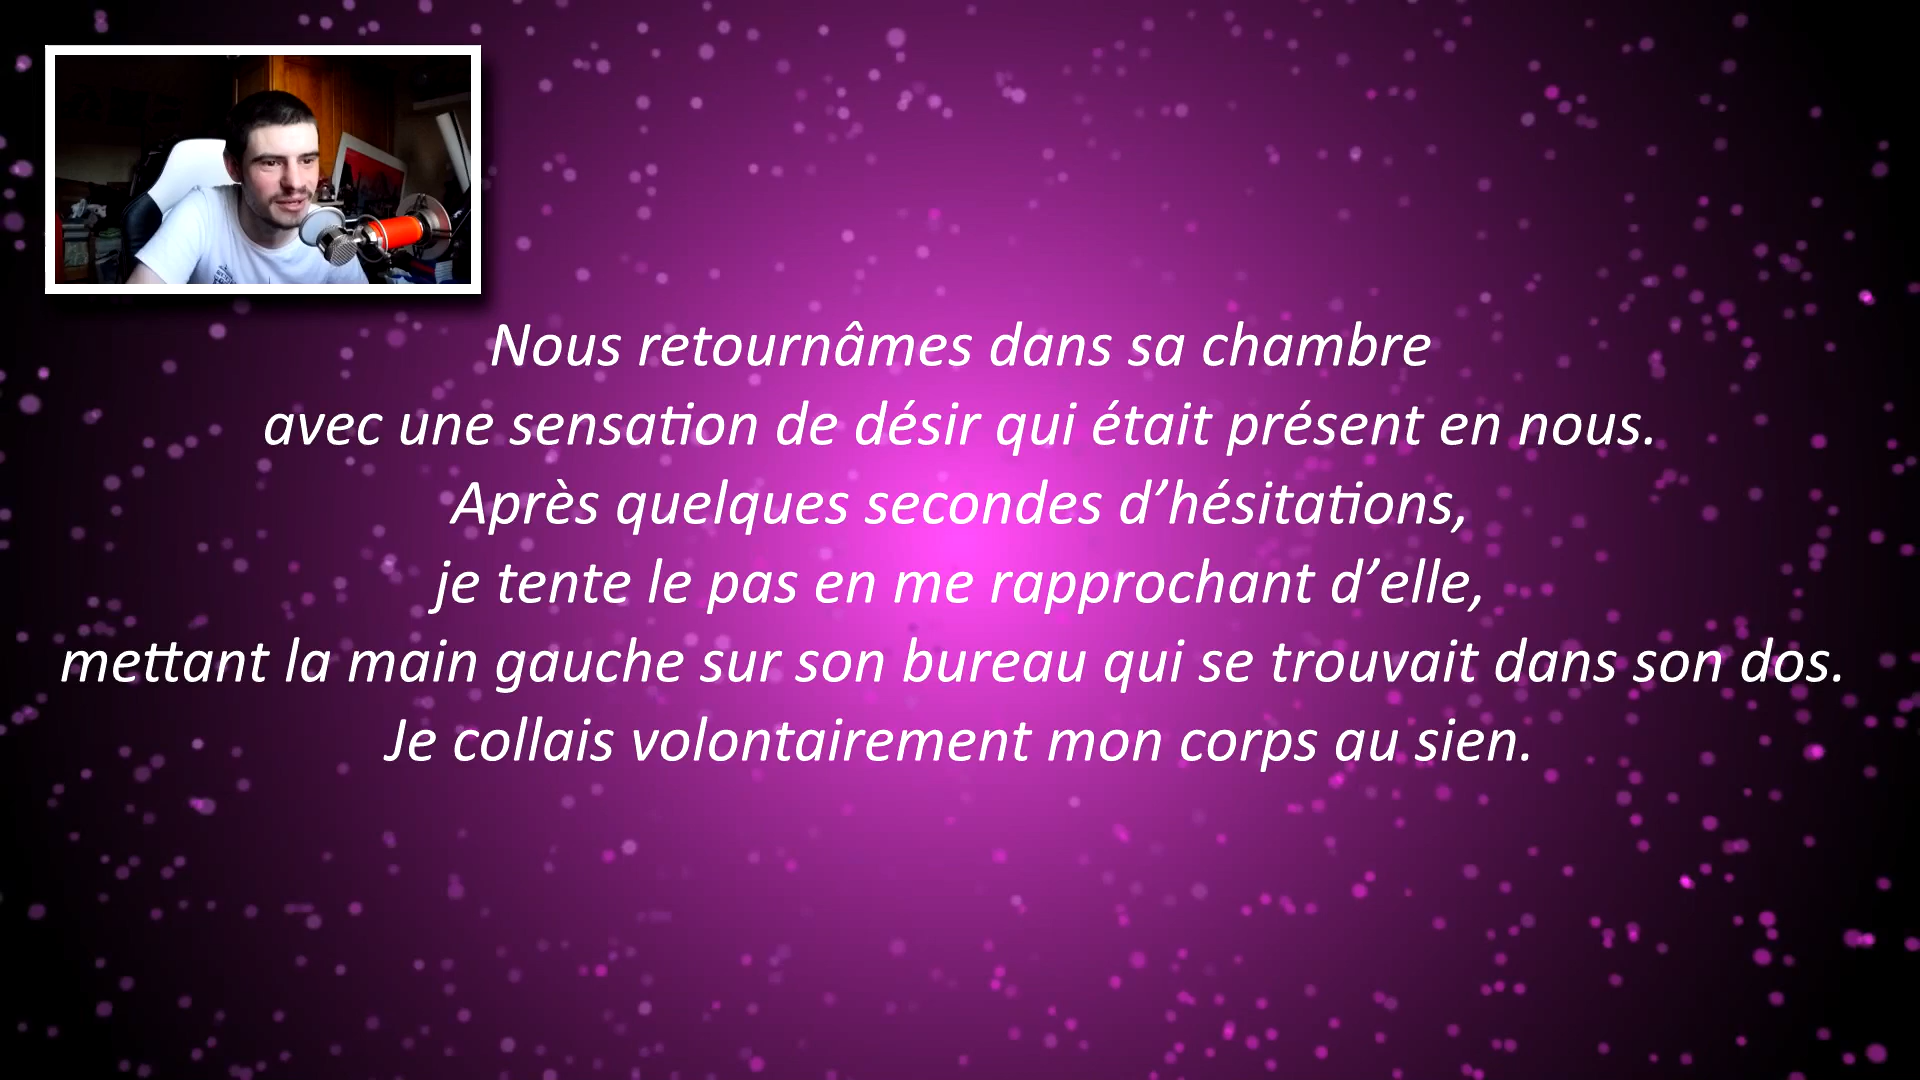 Nous retournâmes dans sa chambre
avec une sensation de désir qui était présent en nous.
Après quelques secondes d’hésitations,
je tente le pas en me rapprochant d’elle,
mettant la main gauche sur son bureau qui se trouvait dans son dos.
Je collais volontairement mon corps au sien.